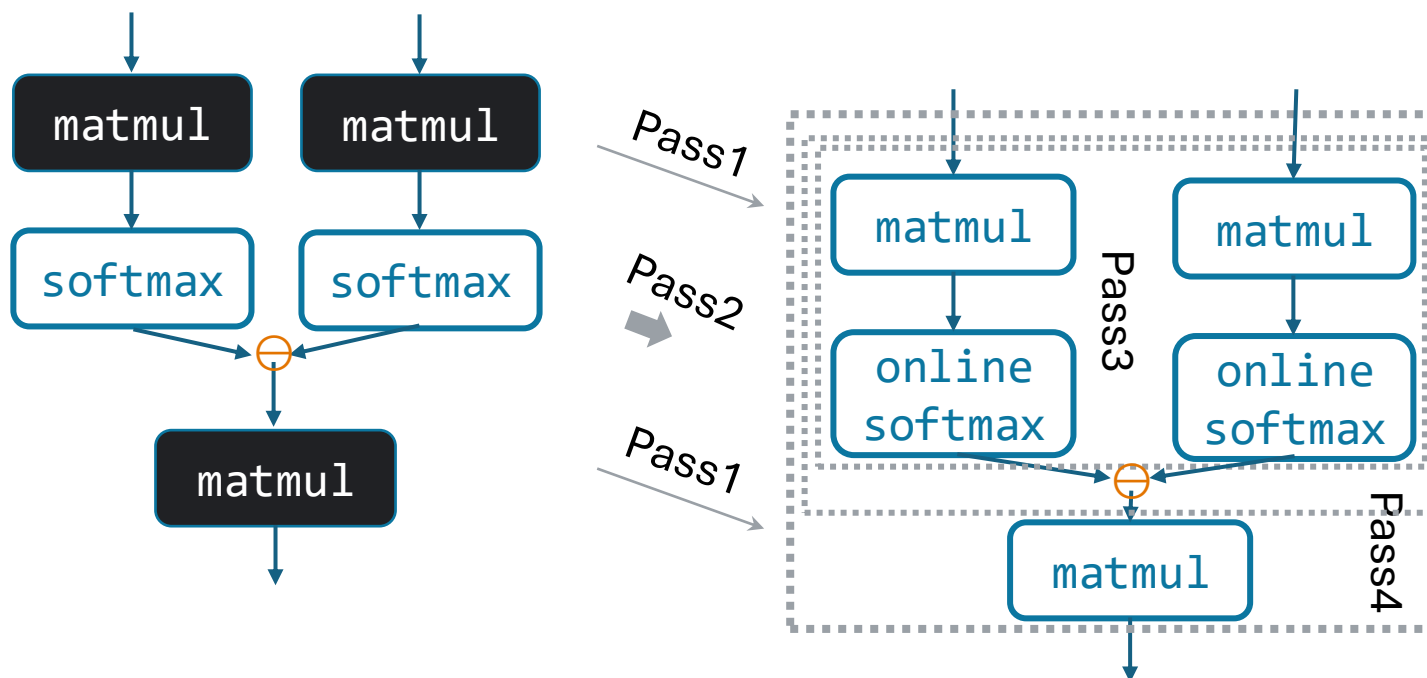 matmul
matmul
softmax
softmax
matmul
Pass1
Pass2
Pass1
matmul
matmul
Pass3
online
softmax
online
softmax
matmul
Pass4